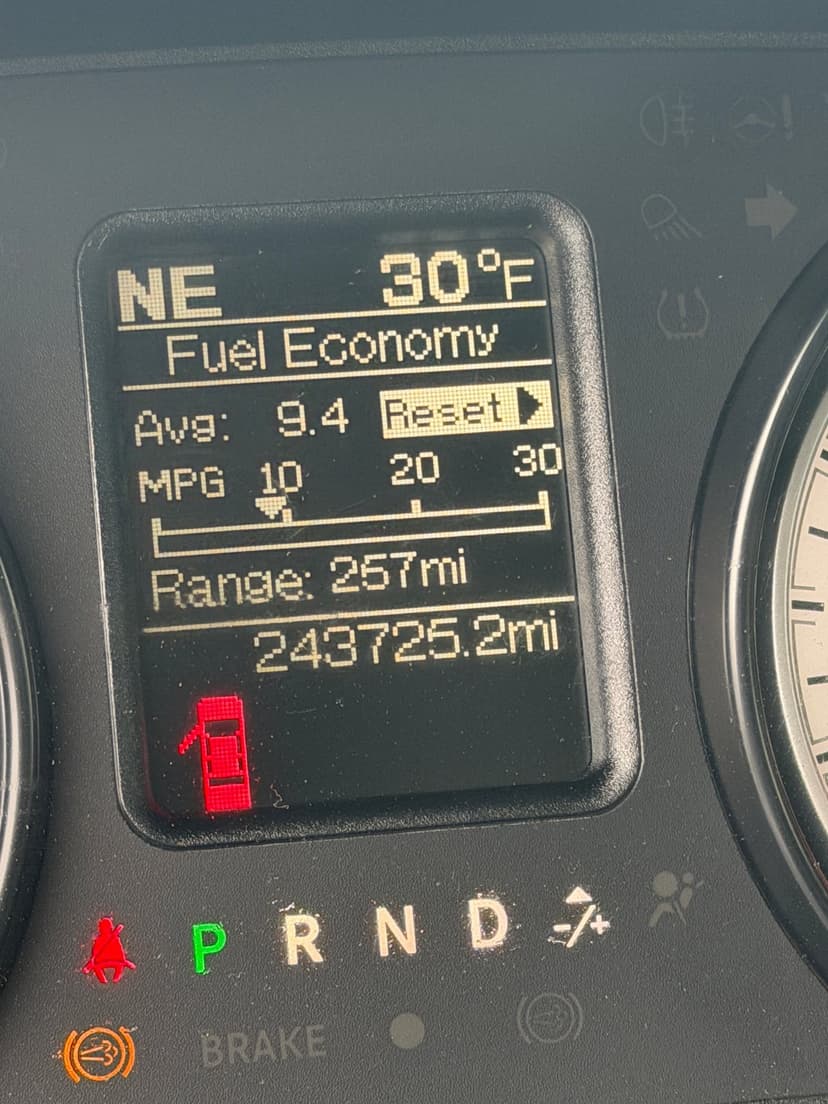 NE 30°F
Fuel Economy
Avg: 9.4 Reset
MPG 10 20 30
Range: 257mi
243725.2mi
P R N D -/+
BRAKE